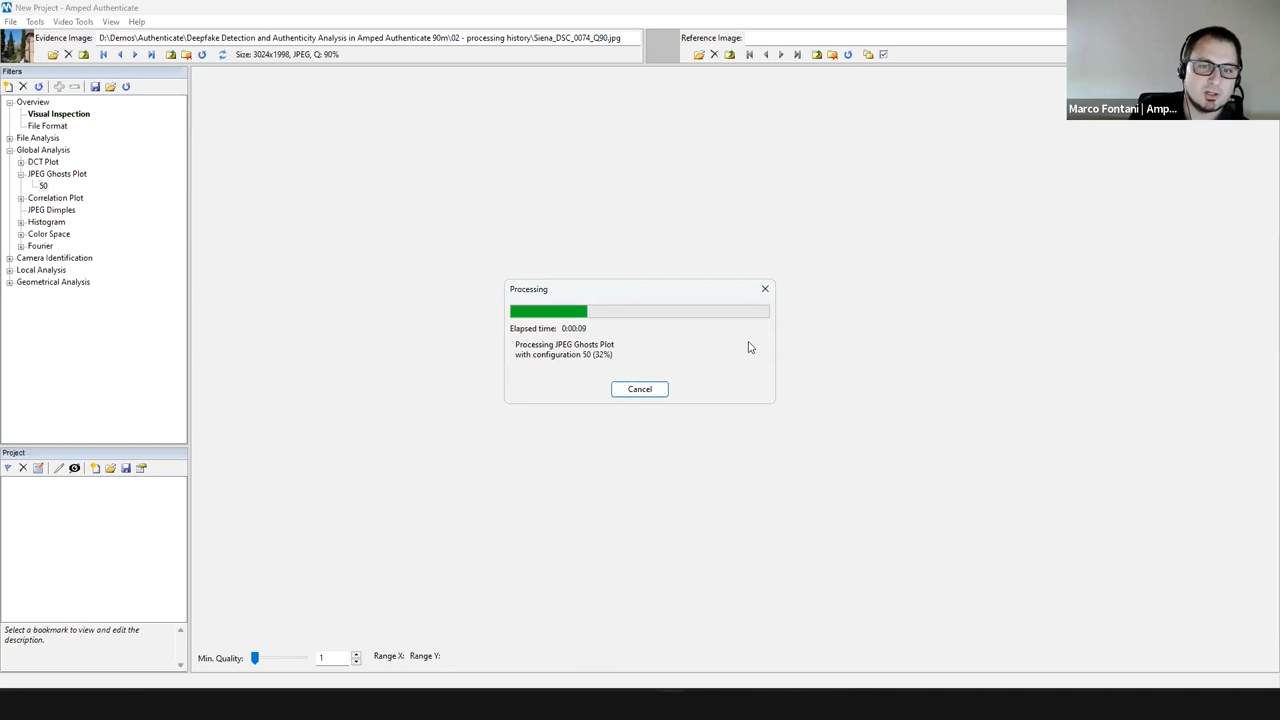 New Project - Amped Authenticate
File Tools Video Tools View Help
Evidence Image: D:\Demos\Authenticate\Deepfake Detection and Authenticity Analysis in Amped Authenticate 90m\02 - processing history\Siena_DSC_0074_Q90.jpg
Reference Image:
Size: 3024x1998, JPEG, Q: 90%
Marco Fontani | Amp...
Filters
Overview
Visual Inspection
File Format
File Analysis
Global Analysis
DCT Plot
JPEG Ghosts Plot
50
Correlation Plot
JPEG Dimples
Histogram
Color Space
Fourier
Camera Identification
Local Analysis
Geometrical Analysis
Processing
Elapsed time: 0:00:09
Processing JPEG Ghosts Plot
with configuration 50 (32%)
Cancel
Project
Select a bookmark to view and edit the
description.
Min. Quality: 1 Range X: Range Y: